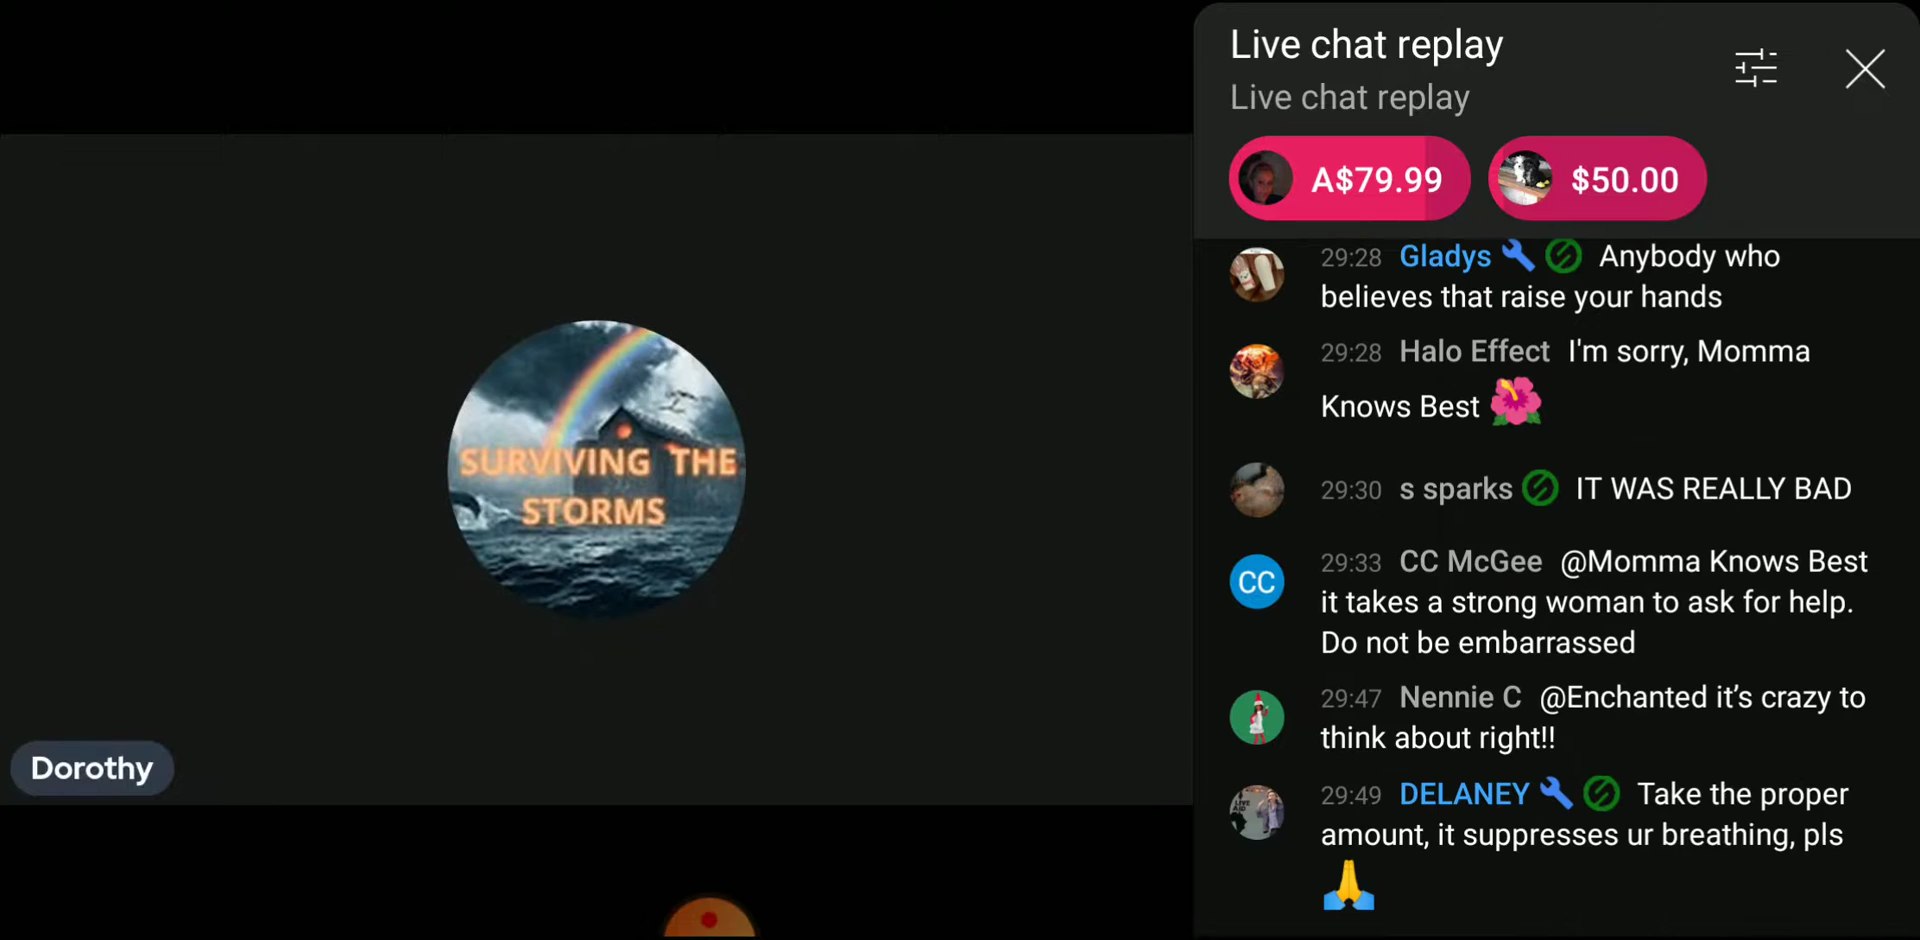 Live chat replay
Live chat replay
A$79.99 $50.00
29:28 Gladys Anybody who
believes that raise your hands
29:28 Halo Effect I'm sorry, Momma
Knows Best
29:30 s sparks IT WAS REALLY BAD
29:33 CC McGee @Momma Knows Best
it takes a strong woman to ask for help.
Do not be embarrassed
CC
29:47 Nennie C @Enchanted it’s crazy to
think about right!!
29:49 DELANEY Take the proper
amount, it suppresses ur breathing, pls
LIVE
AID
SURVIVING THE
STORMS
Dorothy